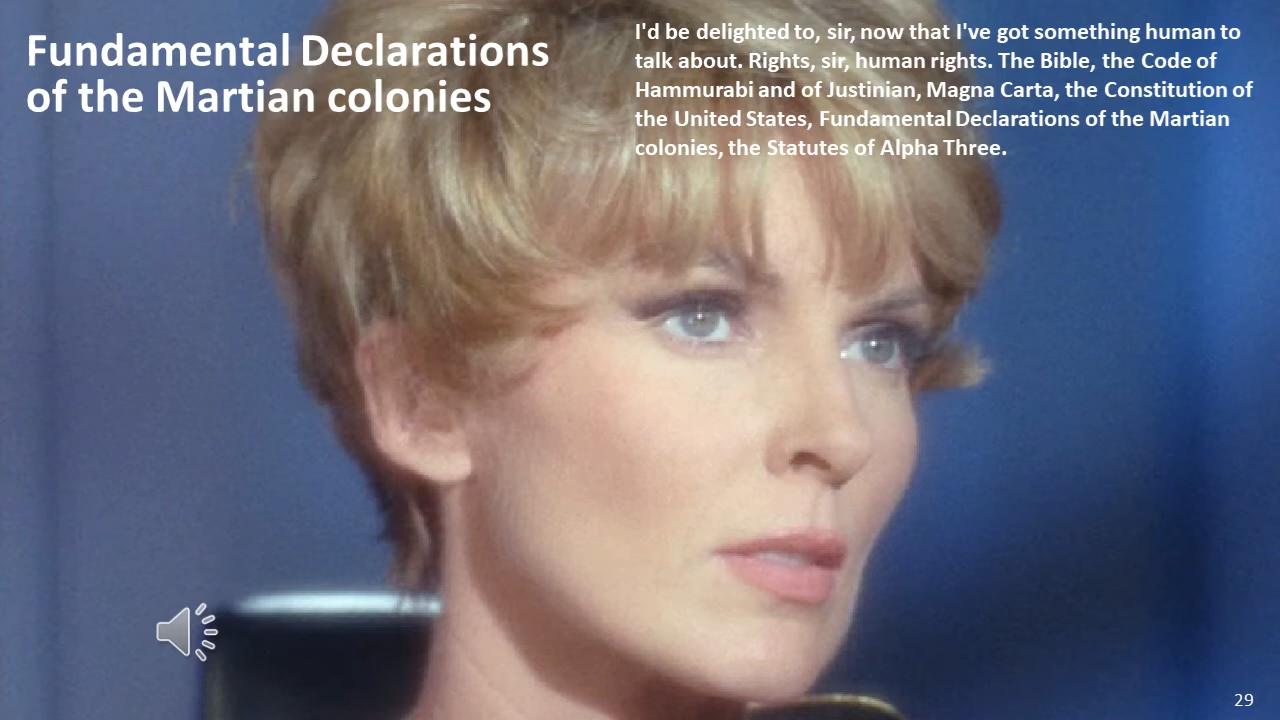 Fundamental Declarations
of the Martian colonies
I'd be delighted to, sir, now that I've got something human to
talk about. Rights, sir, human rights. The Bible, the Code of
Hammurabi and of Justinian, Magna Carta, the Constitution of
the United States, Fundamental Declarations of the Martian
colonies, the Statutes of Alpha Three.
29